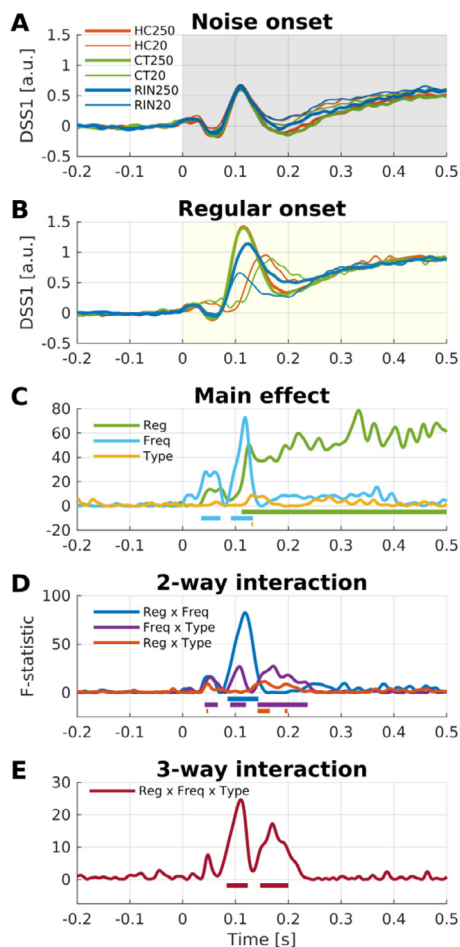 A Noise onset
HC250
HC20
CT250
CT20
RIN250
RIN20
DSS1 [a.u.]
1.5
1
0.5
0
0.5
-0.2 -0.1 0 0.1 0.2 0.3 0.4 0.5
B Regular onset
DSS1 [a.u.]
1.5
1
0.5
0
0.5
-0.2 -0.1 0 0.1 0.2 0.3 0.4 0.5
C Main effect
Reg
Freq
Type
80
60
40
20
0
-20
-0.2 -0.1 0 0.1 0.2 0.3 0.4 0.5
D 2-way interaction
Reg x Freq
Freq x Type
Reg x Type
F-statistic
100
50
0
-0.2 -0.1 0 0.1 0.2 0.3 0.4 0.5
E 3-way interaction
Reg x Freq x Type
30
20
10
0
-0.2 -0.1 0 0.1 0.2 0.3 0.4 0.5
Time [s]